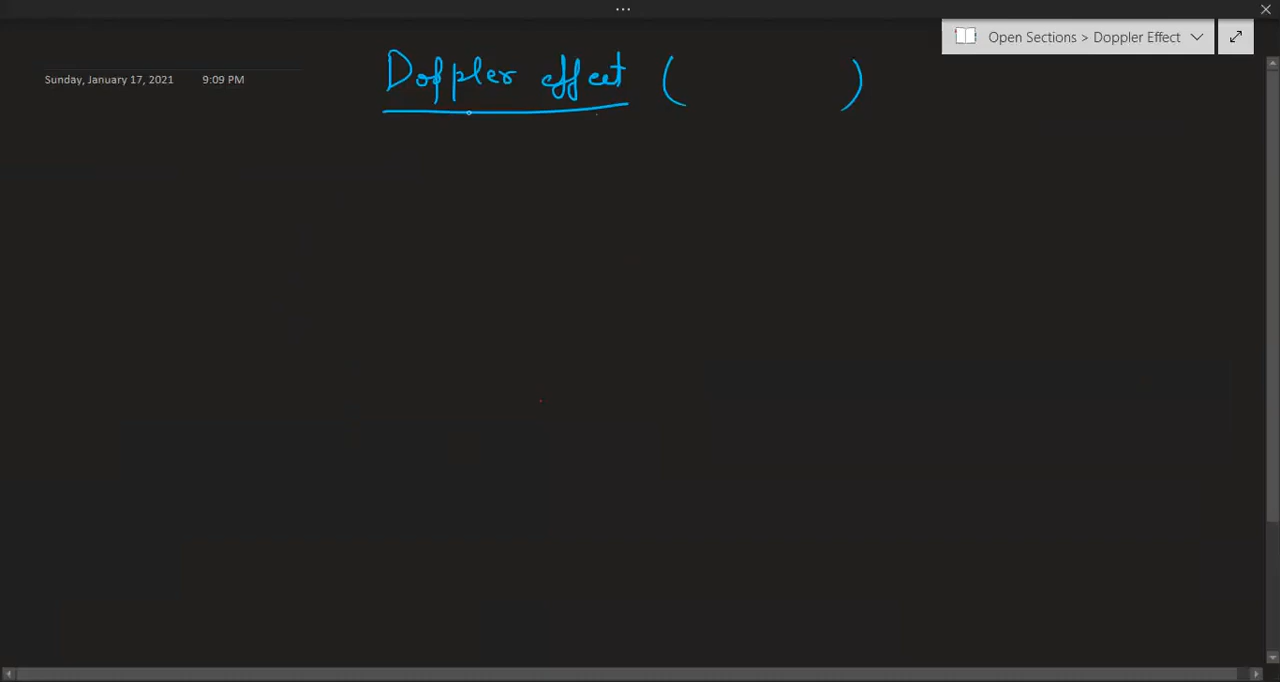 Open Sections > Doppler Effect
Doppler effect ( )
Sunday, January 17, 2021 9:09 PM